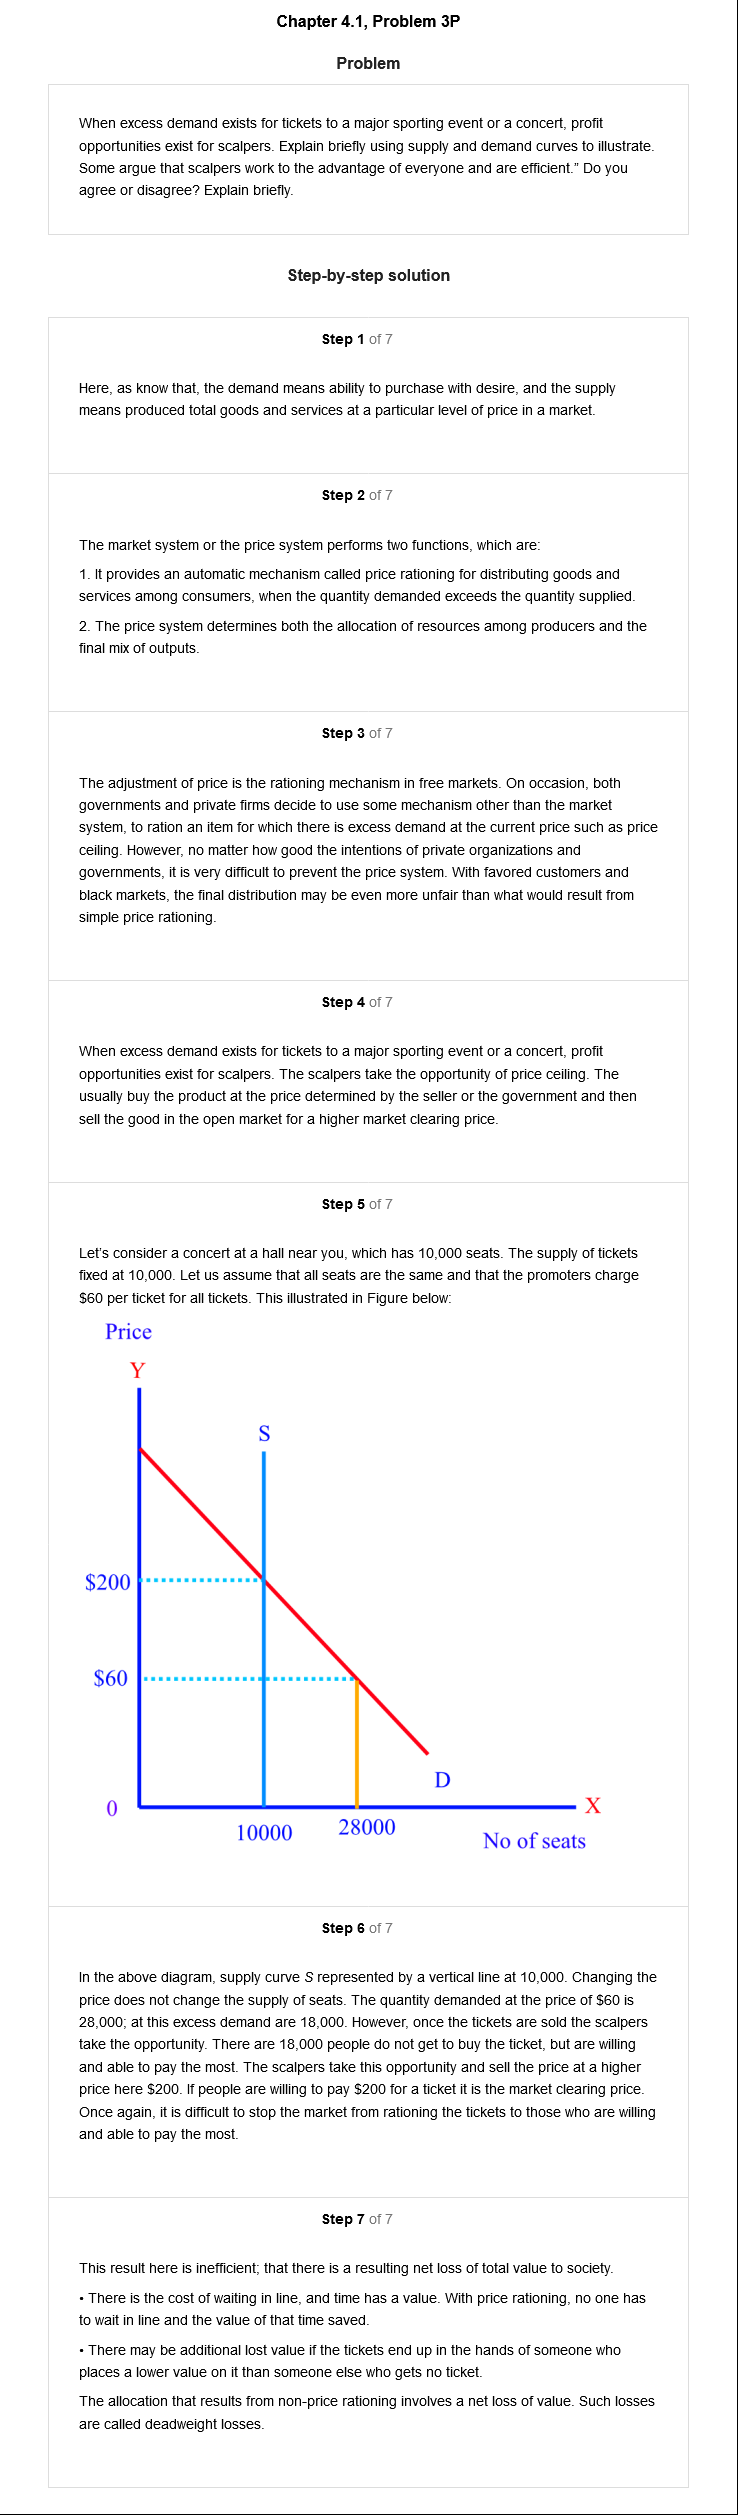 Chapter 4.1, Problem 3P
Problem
When excess demand exists for tickets to a major sporting event or a concert, profit
opportunities exist for scalpers. Explain briefly using supply and demand curves to illustrate.
Some argue that scalpers work to the advantage of everyone and are efficient.” Do you
agree or disagree? Explain briefly.
Step-by-step solution
Step 1 of 7
Here, as know that, the demand means ability to purchase with desire, and the supply
means produced total goods and services at a particular level of price in a market.
Step 2 of 7
The market system or the price system performs two functions, which are:
1. It provides an automatic mechanism called price rationing for distributing goods and
services among consumers, when the quantity demanded exceeds the quantity supplied.
2. The price system determines both the allocation of resources among producers and the
final mix of outputs.
Step 3 of 7
The adjustment of price is the rationing mechanism in free markets. On occasion, both
governments and private firms decide to use some mechanism other than the market
system, to ration an item for which there is excess demand at the current price such as price
ceiling. However, no matter how good the intentions of private organizations and
governments, it is very difficult to prevent the price system. With favored customers and
black markets, the final distribution may be even more unfair than what would result from
simple price rationing.
Step 4 of 7
When excess demand exists for tickets to a major sporting event or a concert, profit
opportunities exist for scalpers. The scalpers take the opportunity of price ceiling. The
usually buy the product at the price determined by the seller or the government and then
sell the good in the open market for a higher market clearing price.
Step 5 of 7
Let’s consider a concert at a hall near you, which has 10,000 seats. The supply of tickets
fixed at 10,000. Let us assume that all seats are the same and that the promoters charge
$60 per ticket for all tickets. This illustrated in Figure below:
Price
Y
S
$200
$60
D
0
X
10000
28000
No of seats
Step 6 of 7
In the above diagram, supply curve S represented by a vertical line at 10,000. Changing the
price does not change the supply of seats. The quantity demanded at the price of $60 is
28,000; at this excess demand are 18,000. However, once the tickets are sold the scalpers
take the opportunity. There are 18,000 people do not get to buy the ticket, but are willing
and able to pay the most. The scalpers take this opportunity and sell the price at a higher
price here $200. If people are willing to pay $200 for a ticket it is the market clearing price.
Once again, it is difficult to stop the market from rationing the tickets to those who are willing
and able to pay the most.
Step 7 of 7
This result here is inefficient; that there is a resulting net loss of total value to society.
• There is the cost of waiting in line, and time has a value. With price rationing, no one has
to wait in line and the value of that time saved.
• There may be additional lost value if the tickets end up in the hands of someone who
places a lower value on it than someone else who gets no ticket.
The allocation that results from non-price rationing involves a net loss of value. Such losses
are called deadweight losses.